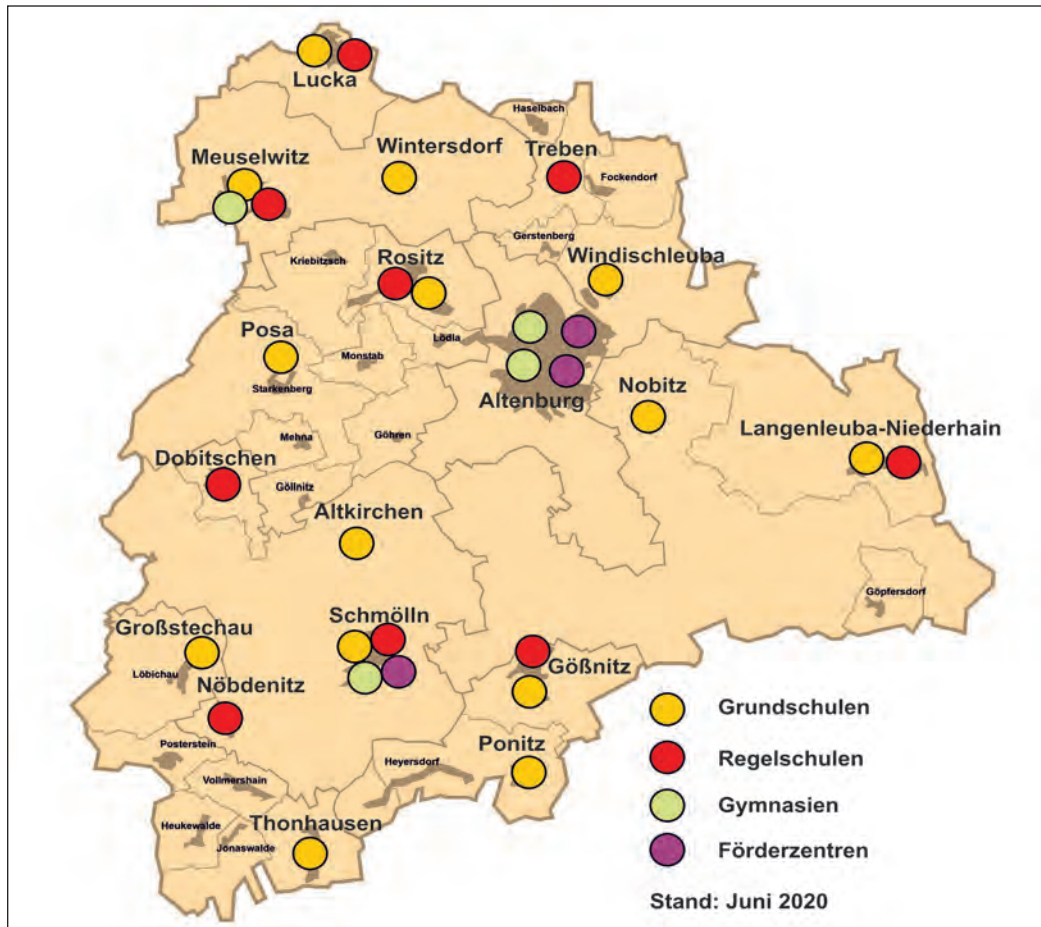 Lucka
Haselbach
Wintersdorf
Treben
Meuselwitz
Fockendorf
Gerstenberg
Kriebitzsch
Rositz
Windischleuba
Posa
Lödla
Monstab
Starkenberg
Altenburg
Nobitz
Mehna
Göhren
Langenleuba-Niederhain
Dobitschen
Göllnitz
Altkirchen
Göpfersdorf
Schmölln
Großstechau
Löbichau
Gößnitz
Nöbdenitz
Posterstein
Ponitz
Heyersdorf
Vollmershain
Heukewalde
Thonhausen
Jonaswalde
Grundschulen
Regelschulen
Gymnasien
Förderzentren
Stand: Juni 2020